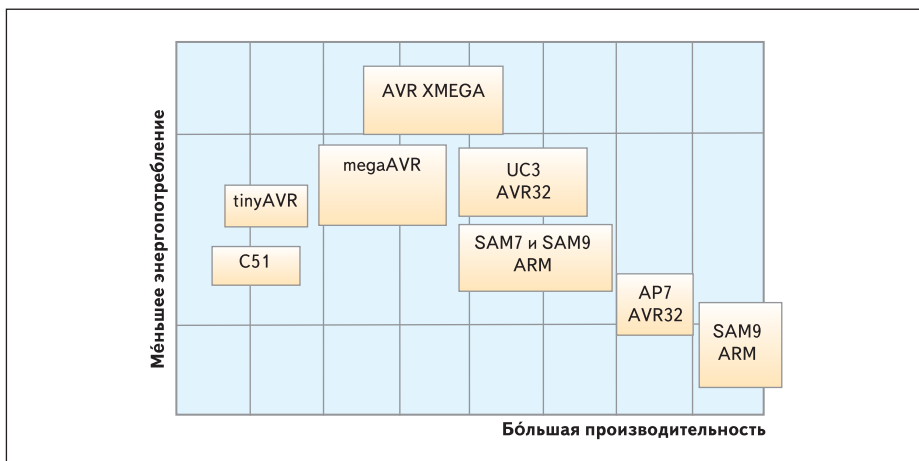 AVR XMEGA
megaAVR
UC3
AVR32
tinyAVR
SAM7 и SAM9
ARM
C51
AP7
AVR32
SAM9
ARM
Ме́ньшее энергопотребление
Бо́льшая производительность